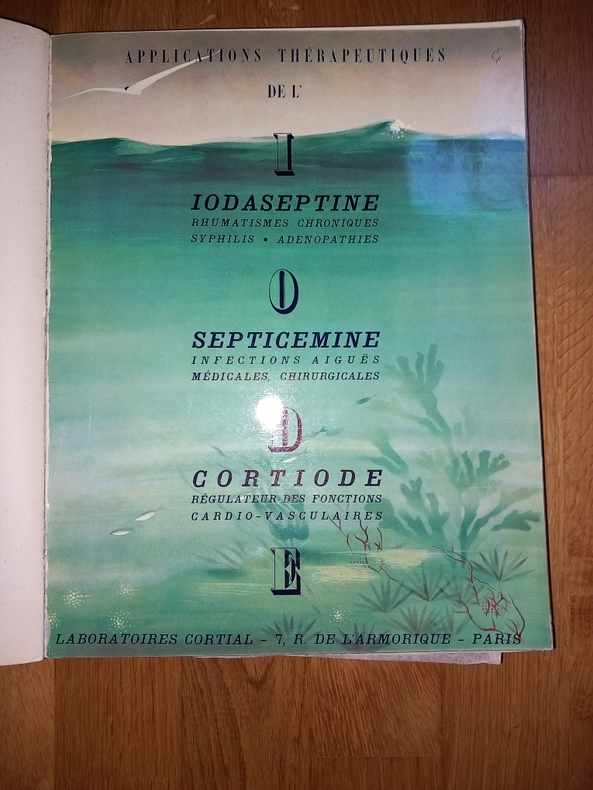 APPLICATIONS THÉRAPEUTIQUES
DE L'
I
IODASEPTINE
RHUMATISMES CHRONIQUES
SYPHILIS • ADENOPATHIES
O
SEPTICEMINE
INFECTIONS AIGUËS
MÉDICALES, CHIRURGICALES
D
CORTIODE
RÉGULATEUR DES FONCTIONS
CARDIO-VASCULAIRES
E
LABORATOIRES CORTIAL - 7, R. DE L'ARMORIQUE - PARIS